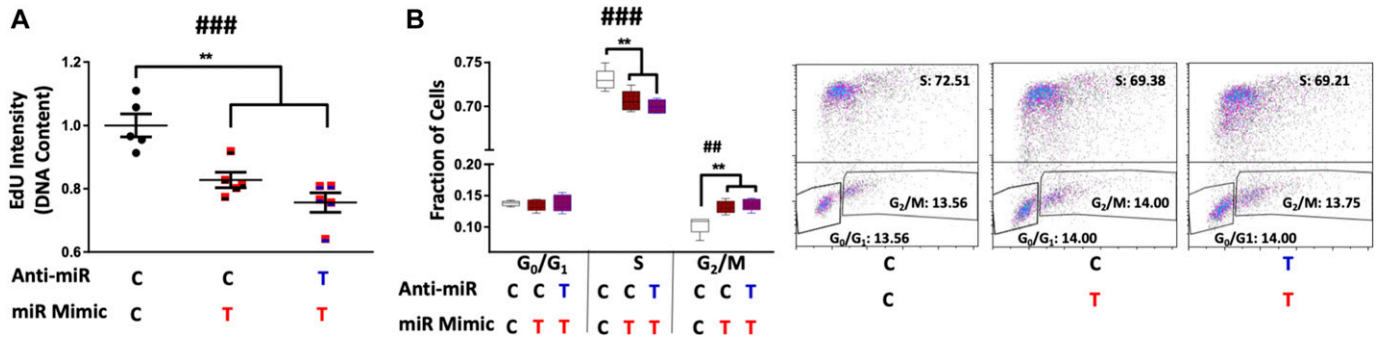 A
###
**
EdU Intensity
(DNA Content)
1.2
1.0
0.8
0.6
Anti-miR C C T
miR Mimic C T T
B
###
**
##
**
Fraction of Cells
0.75
0.70
0.20
0.15
0.10
G₀/G₁ S G₂/M
Anti-miR C C T C C T C C T
miR Mimic C T T C T T C T T
S: 72.51
G₂/M: 13.56
G₀/G₁: 13.56
S: 69.38
G₂/M: 14.00
G₀/G₁: 14.00
S: 69.21
G₂/M: 13.75
G₀/G1: 14.00
C C T
C T T